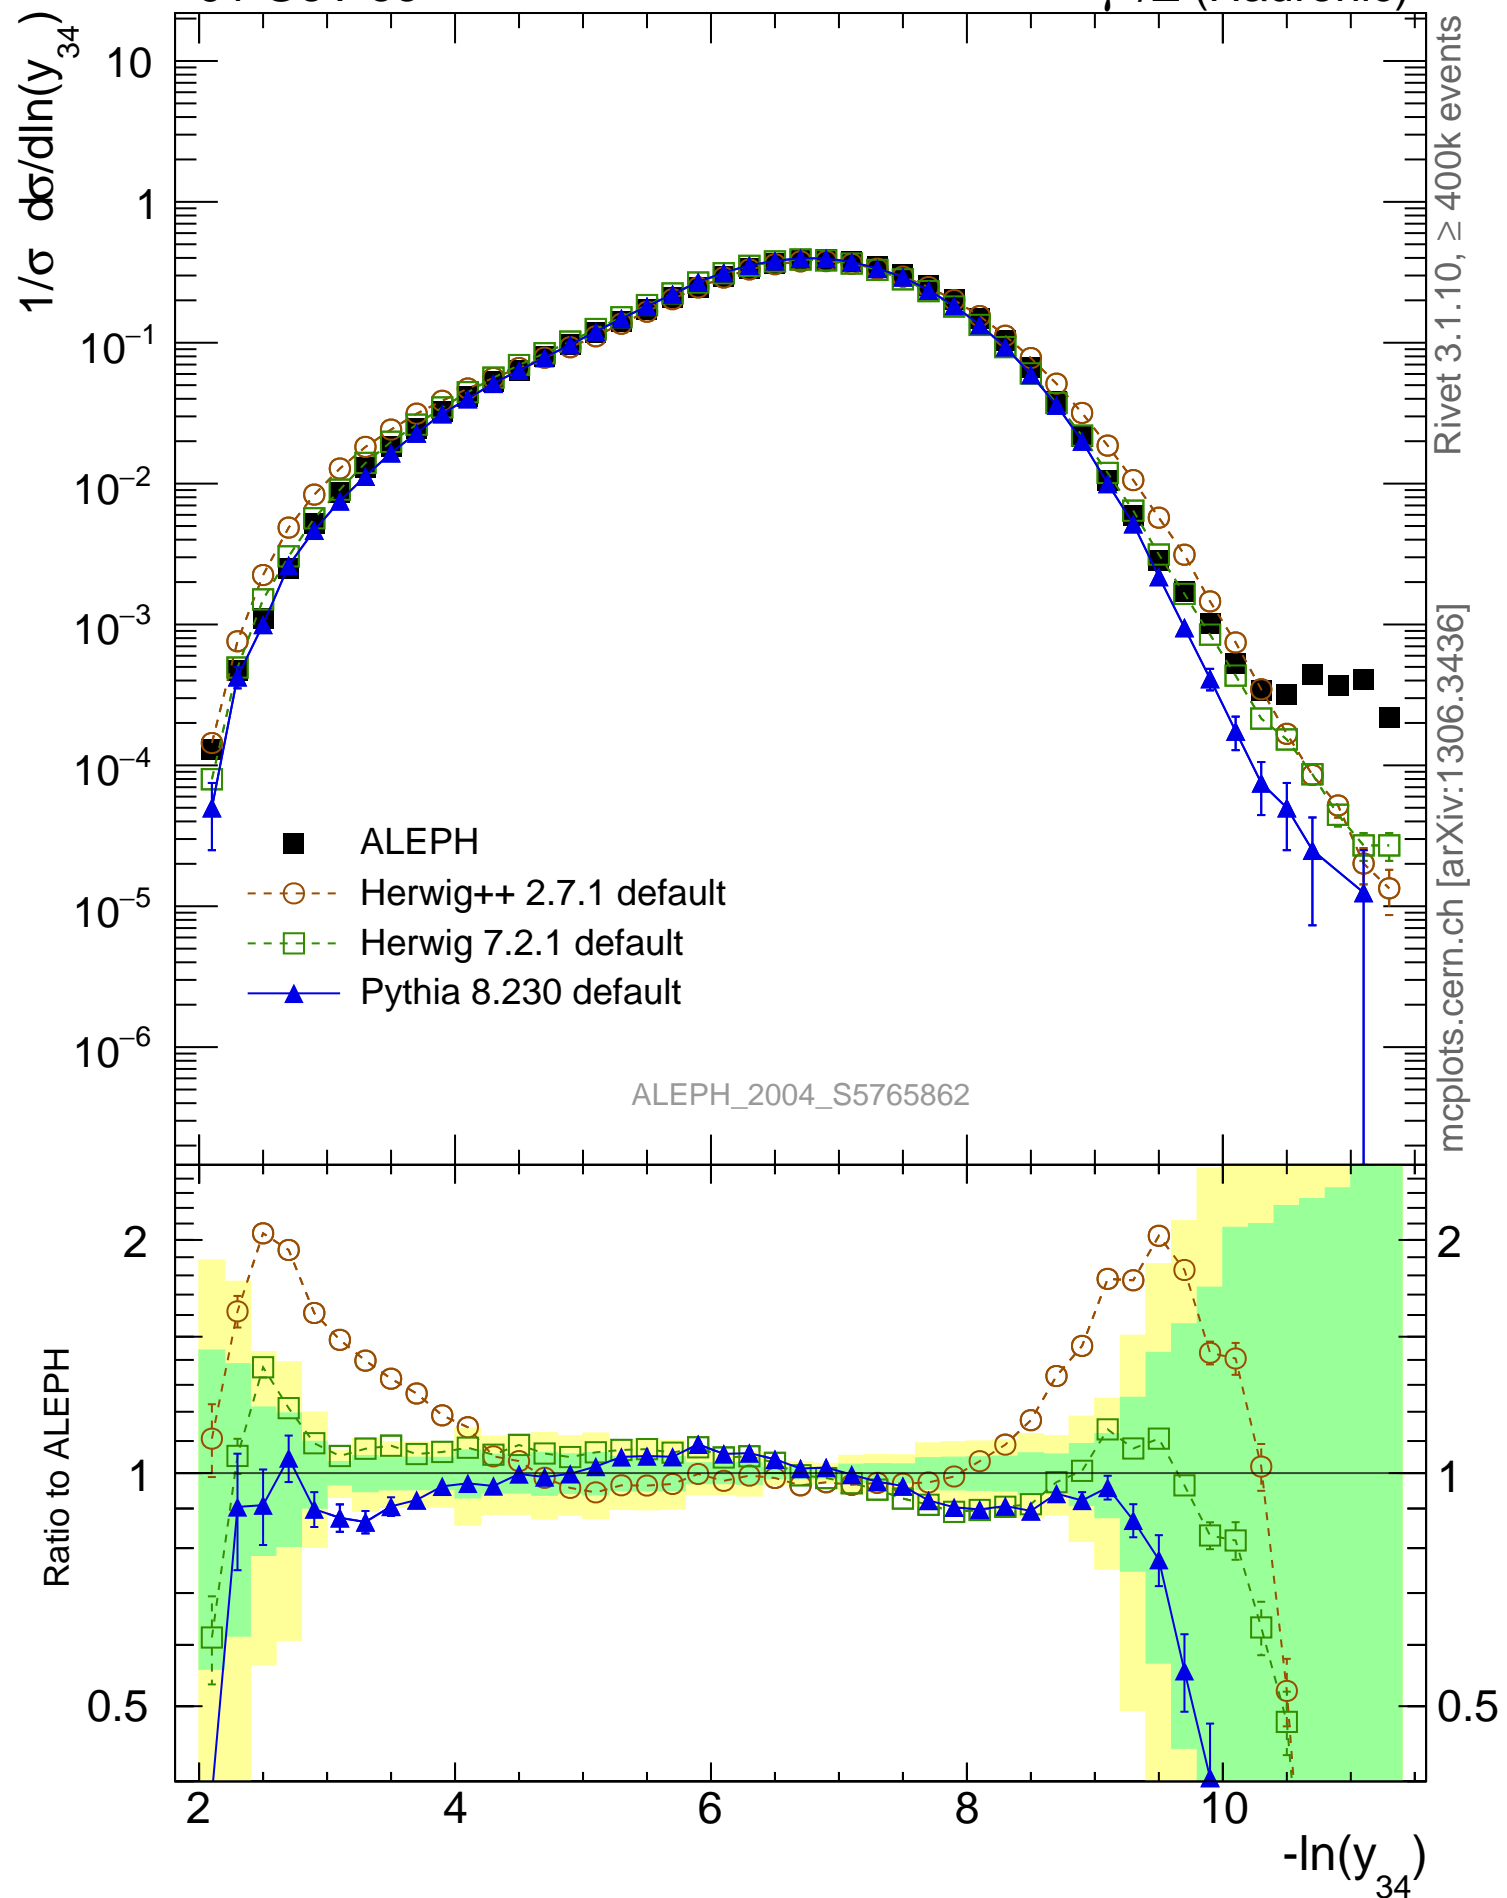 1/σ dσ/dln(y34)
10
1
10−1
10−2
10−3
10−4
10−5
10−6
ALEPH
Herwig++ 2.7.1 default
Herwig 7.2.1 default
Pythia 8.230 default
ALEPH_2004_S5765862
Rivet 3.1.10, ≥ 400k events
mcplots.cern.ch [arXiv:1306.3436]
Ratio to ALEPH
2
1
0.5
2
1
0.5
2 4 6 8 10
-ln(y34)